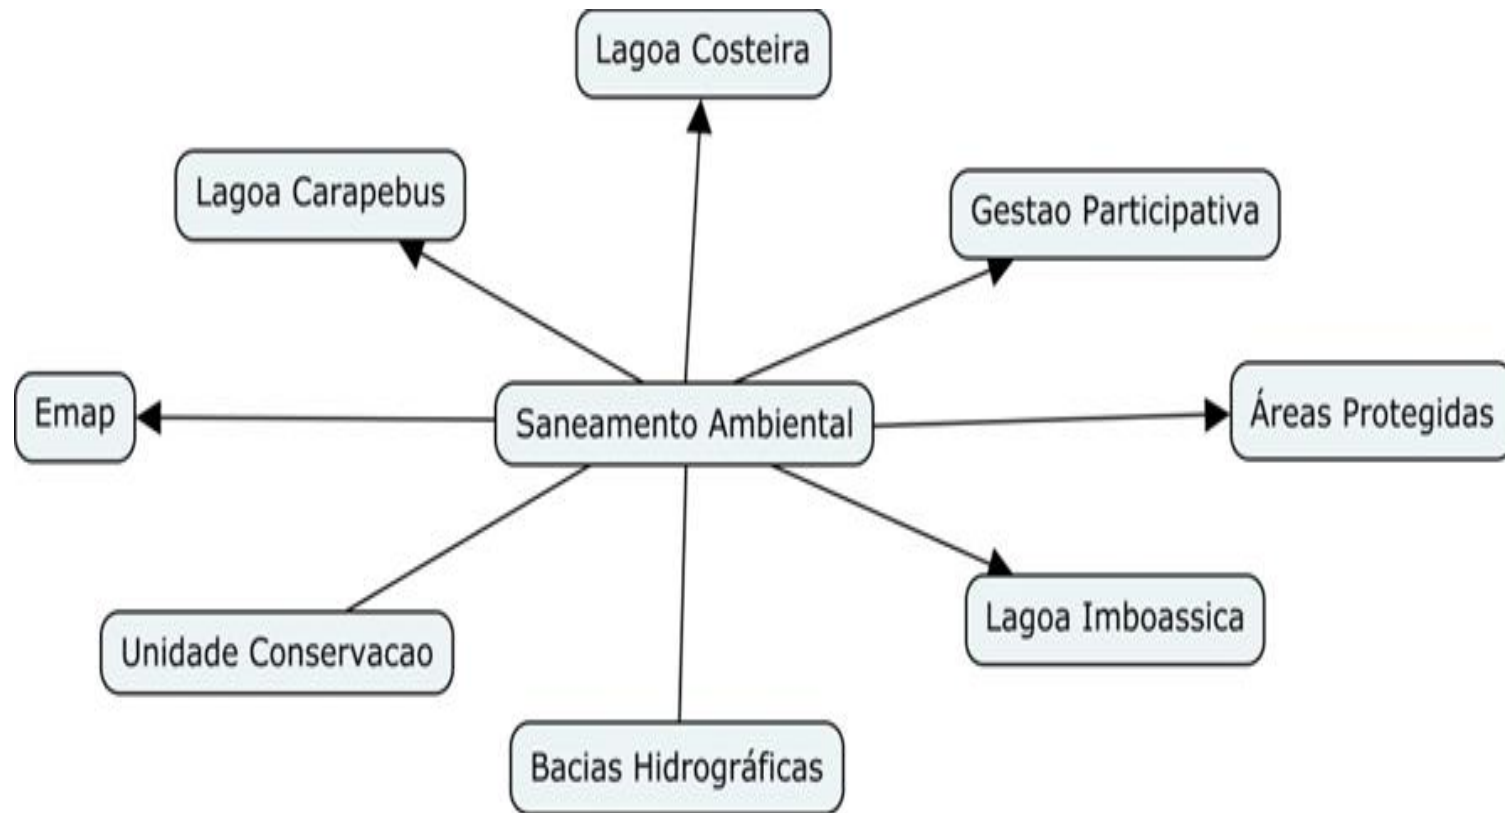 Lagoa Costeira
Lagoa Carapebus
Gestao Participativa
Emap
Saneamento Ambiental
Áreas Protegidas
Lagoa Imboassica
Unidade Conservacao
Bacias Hidrográficas